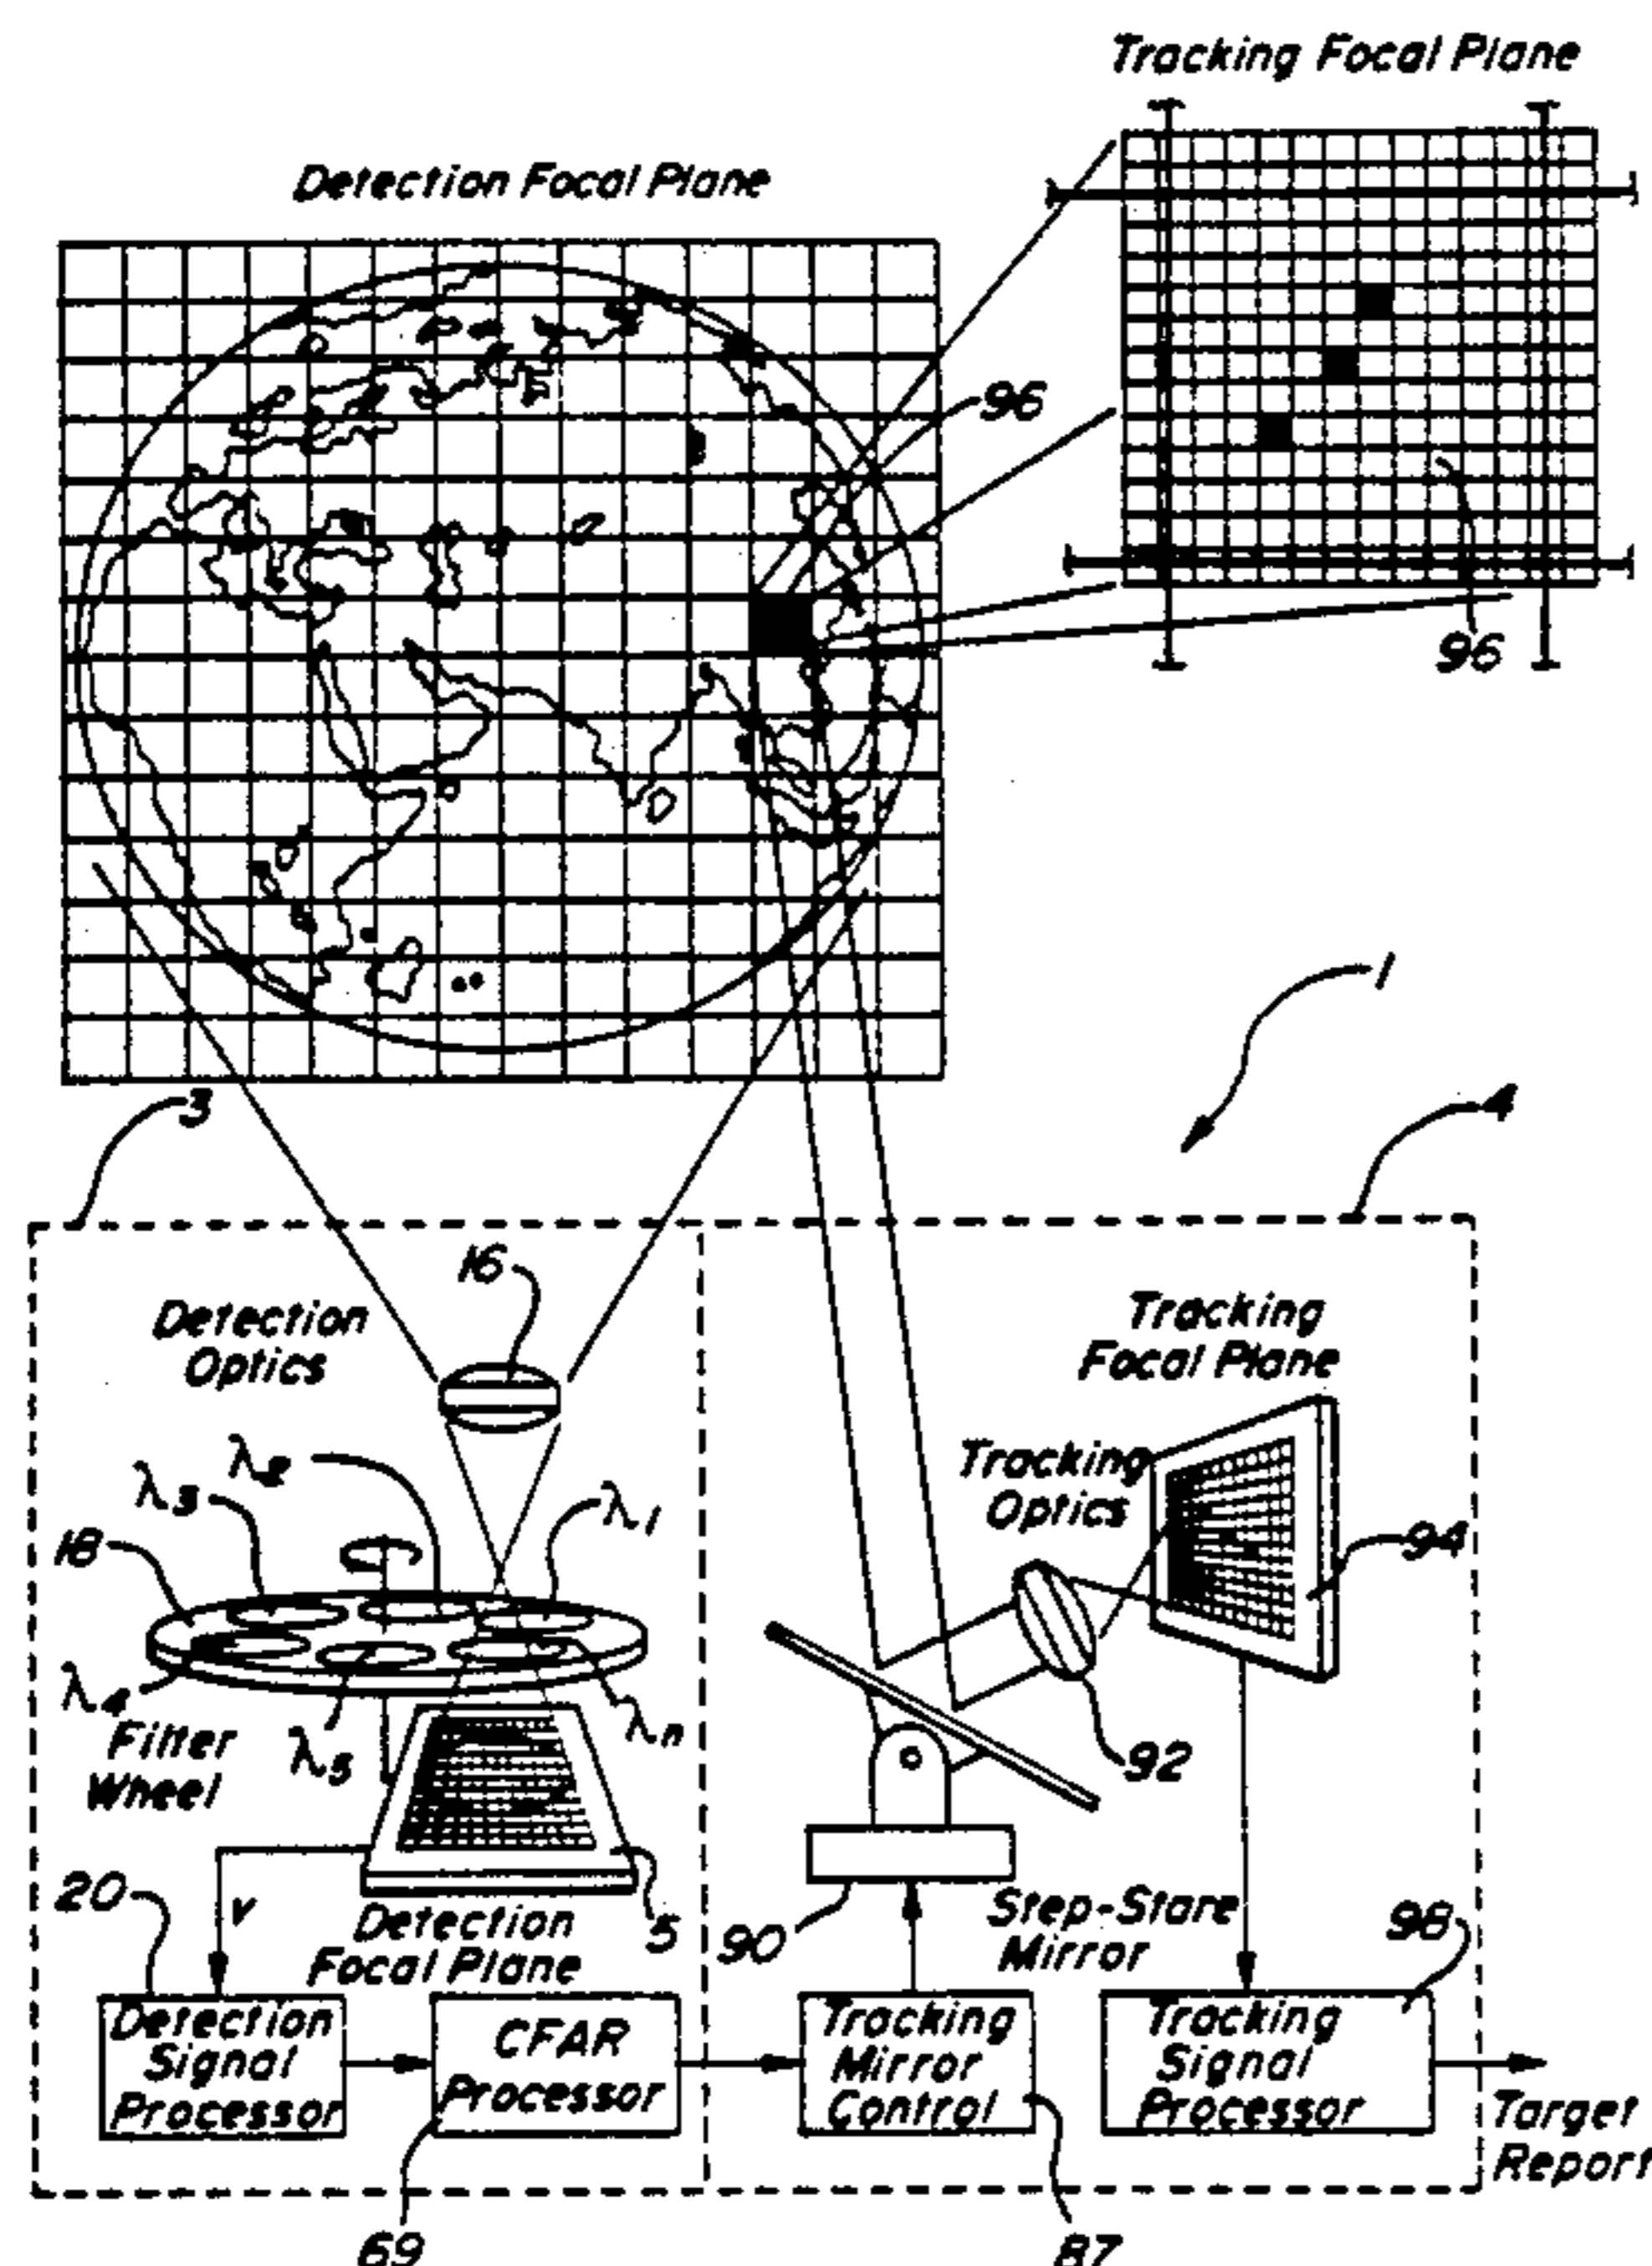 Tracking Focal Plane
Detection Focal Plane
96
96
1
3
4
16
Detection
Optics
Tracking
Focal Plane
Tracking
Optics
λ2
λ3
λ1
18
94
λ4
λ5
λn
Filter
Wheel
92
20
v
5
Detection
Focal Plane
90
Step-Stare
Mirror
98
Detection
Signal
Processor
CFAR
Processor
Tracking
Mirror
Control
Tracking
Signal
Processor
Target
Report
69
87